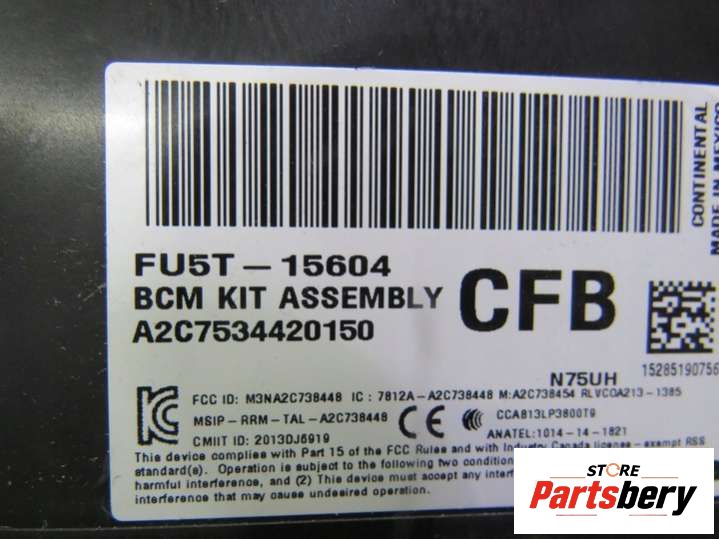 FU5T-15604
BCM KIT ASSEMBLY
A2C7534420150
CFB
CONTINENTAL
MADE IN MEXICO
15285190756
N75UH
FCC ID: M3NA2C738448 IC : 7812A-A2C738448 M:A2C738454 RLVCOA213-1385
MSIP-RRM-TAL-A2C738448
CCAB13LP3800T9
CMIIT ID: 2013DJ6919
ANATEL:1014-14-1821
This device complies with Part 15 of the FCC Rules and with Industry Canada license - exempt RSS
standard(s). Operation is subject to the following two condition
harmful interference, and (2) This device must accept any interf
interference that may cause undesired operation.
STORE
Partsbery